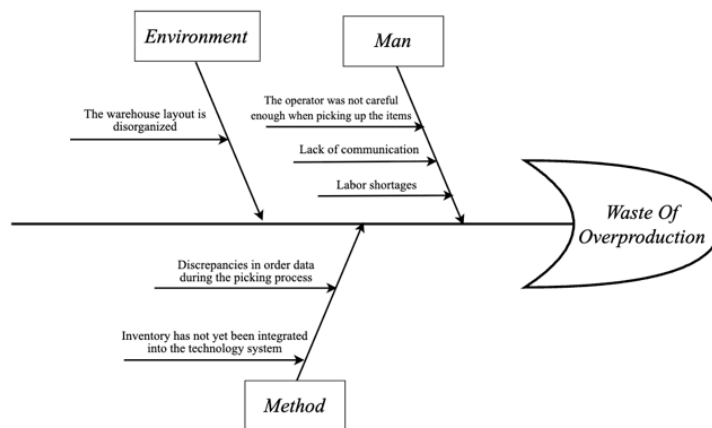 Environment
Man
The warehouse layout is
disorganized
The operator was not careful
enough when picking up the items
Lack of communication
Labor shortages
Waste Of
Overproduction
Discrepancies in order data
during the picking process
Inventory has not yet been integrated
into the technology system
Method